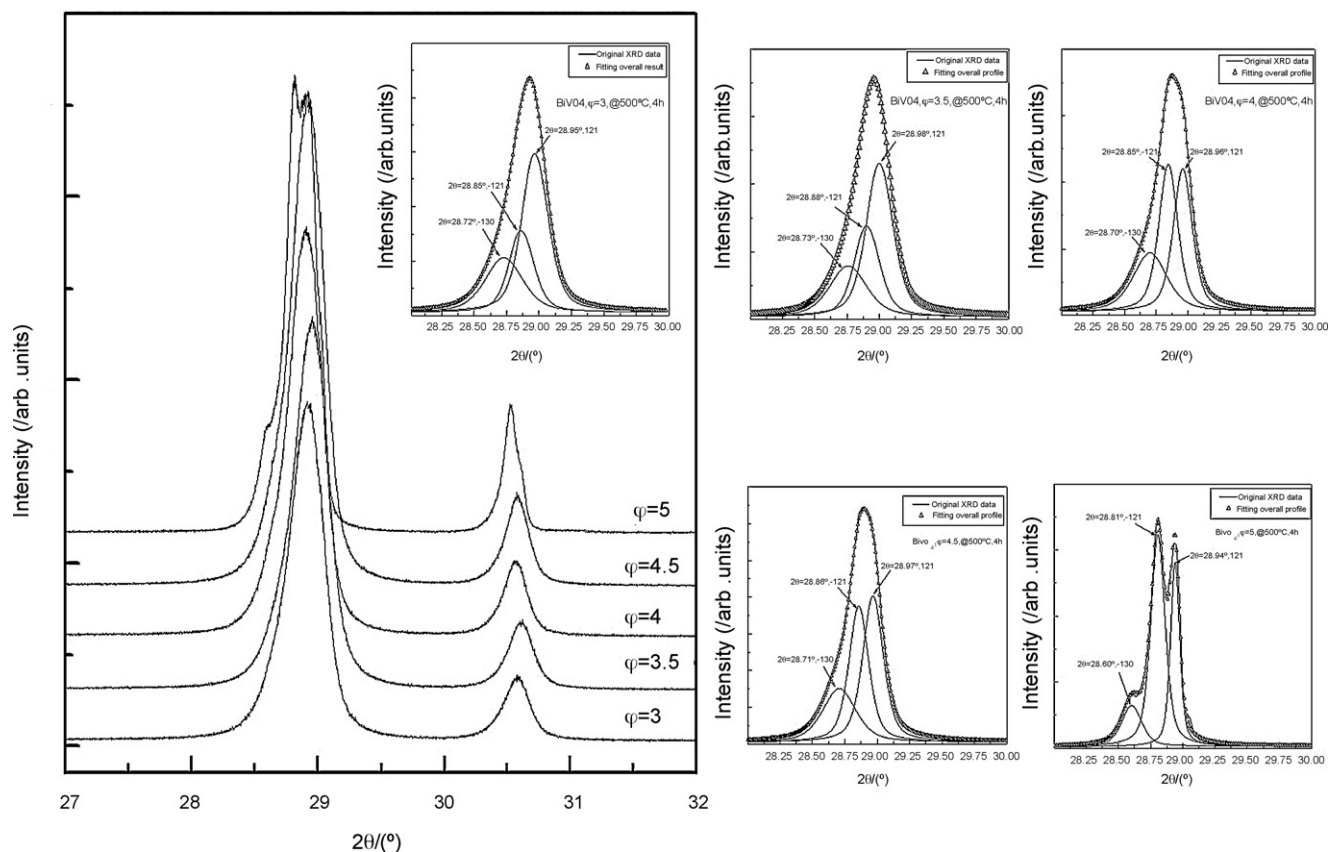 Intensity (/arb .units)
φ=5
φ=4.5
φ=4
φ=3.5
φ=3
27
28
29
30
31
32
2θ/(º)
Intensity (/arb.units)
Original XRD data
Fitting overall result
BiV04,φ=3,@500ºC,4h
2θ=28.95º,121
2θ=28.85º,-121
2θ=28.72º,-130
28.25 28.50 28.75 29.00 29.25 29.50 29.75 30.00
2θ/(º)
Intensity (/arb.units)
Original XRD data
Fitting overall profile
BiV04,φ=3.5,@500ºC,4h
2θ=28.98º,121
2θ=28.88º,-121
2θ=28.73º,-130
28.25 28.50 28.75 29.00 29.25 29.50 29.75 30.00
2θ/(º)
Intensity (/arb.units)
Original XRD data
Fitting overall profile
BiV04,φ=4,@500ºC,4h
2θ=28.85º,-121
2θ=28.96º,121
2θ=28.70º,-130
28.25 28.50 28.75 29.00 29.25 29.50 29.75 30.00
2θ/(º)
Intensity (/arb .units)
Original XRD data
Fitting overall profile
Bivo 4,φ=4.5,@500ºC,4h
2θ=28.97º,121
2θ=28.86º,-121
2θ=28.71º,-130
28.25 28.50 28.75 29.00 29.25 29.50 29.75 30.00
2θ/(º)
Intensity (/arb .units)
Original XRD data
Fitting overall profile
2θ=28.81º,-121
Bivo 4,φ=5,@500ºC,4h
2θ=28.94º,121
2θ=28.60º,-130
28.25 28.50 28.75 29.00 29.25 29.50 29.75 30.00
2θ/(º)